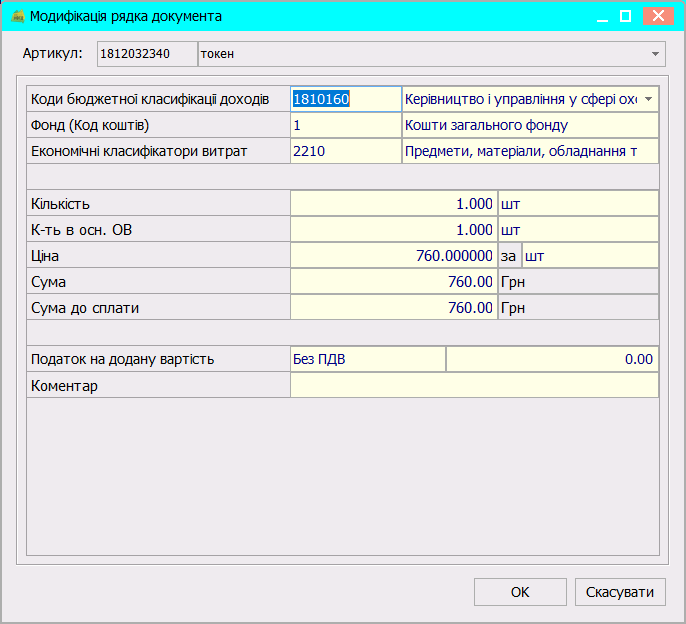 Модифікація рядка документа
Артикул: 1812032340 токен
Коди бюджетної класифікації доходів 1810160 Керівництво і управління у сфері охо
Фонд (Код коштів) 1 Кошти загального фонду
Економічні класифікатори витрат 2210 Предмети, матеріали, обладнання т
Кількість 1.000 шт
К-ть в осн. ОВ 1.000 шт
Ціна 760.000000 за шт
Сума 760.00 Грн
Сума до сплати 760.00 Грн
Податок на додану вартість Без ПДВ 0.00
Коментар
OK Скасувати